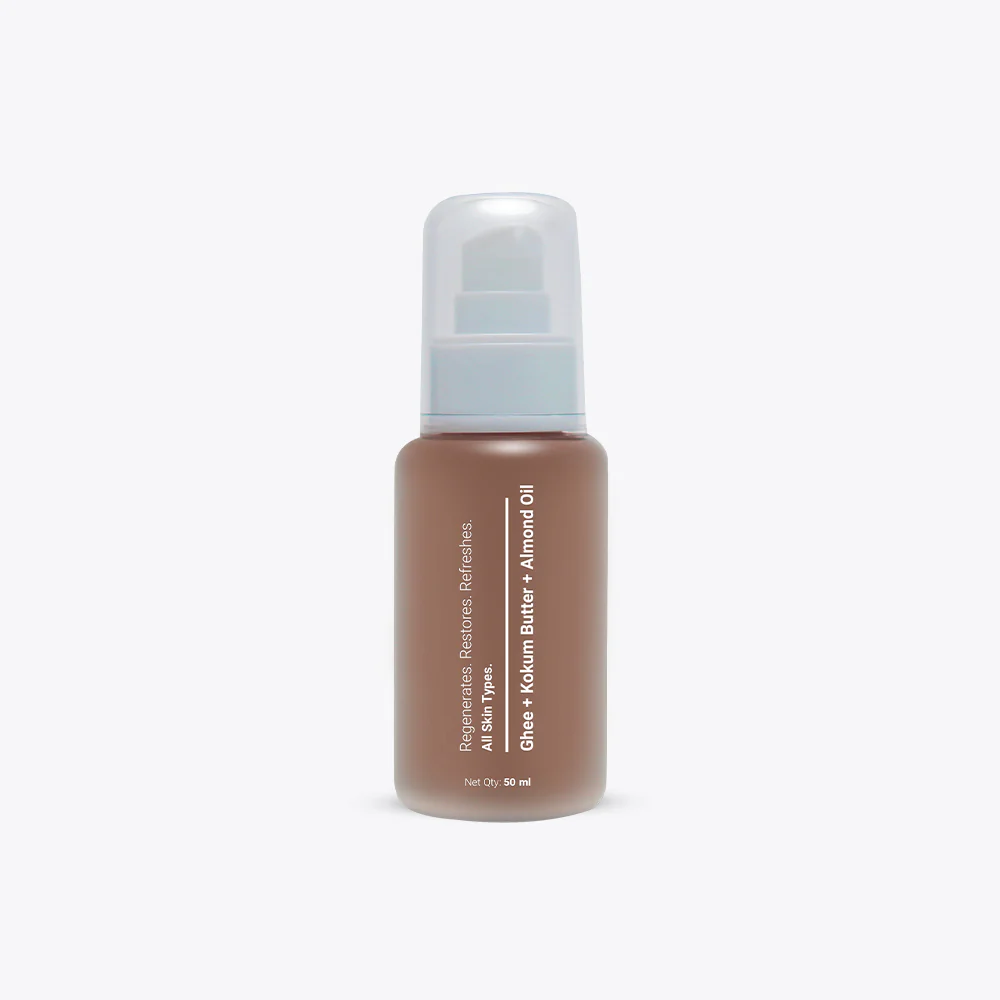 Regenerates. Restores. Refreshes.
All Skin Types.
Ghee + Kokum Butter + Almond Oil
Net Qty: 50 ml